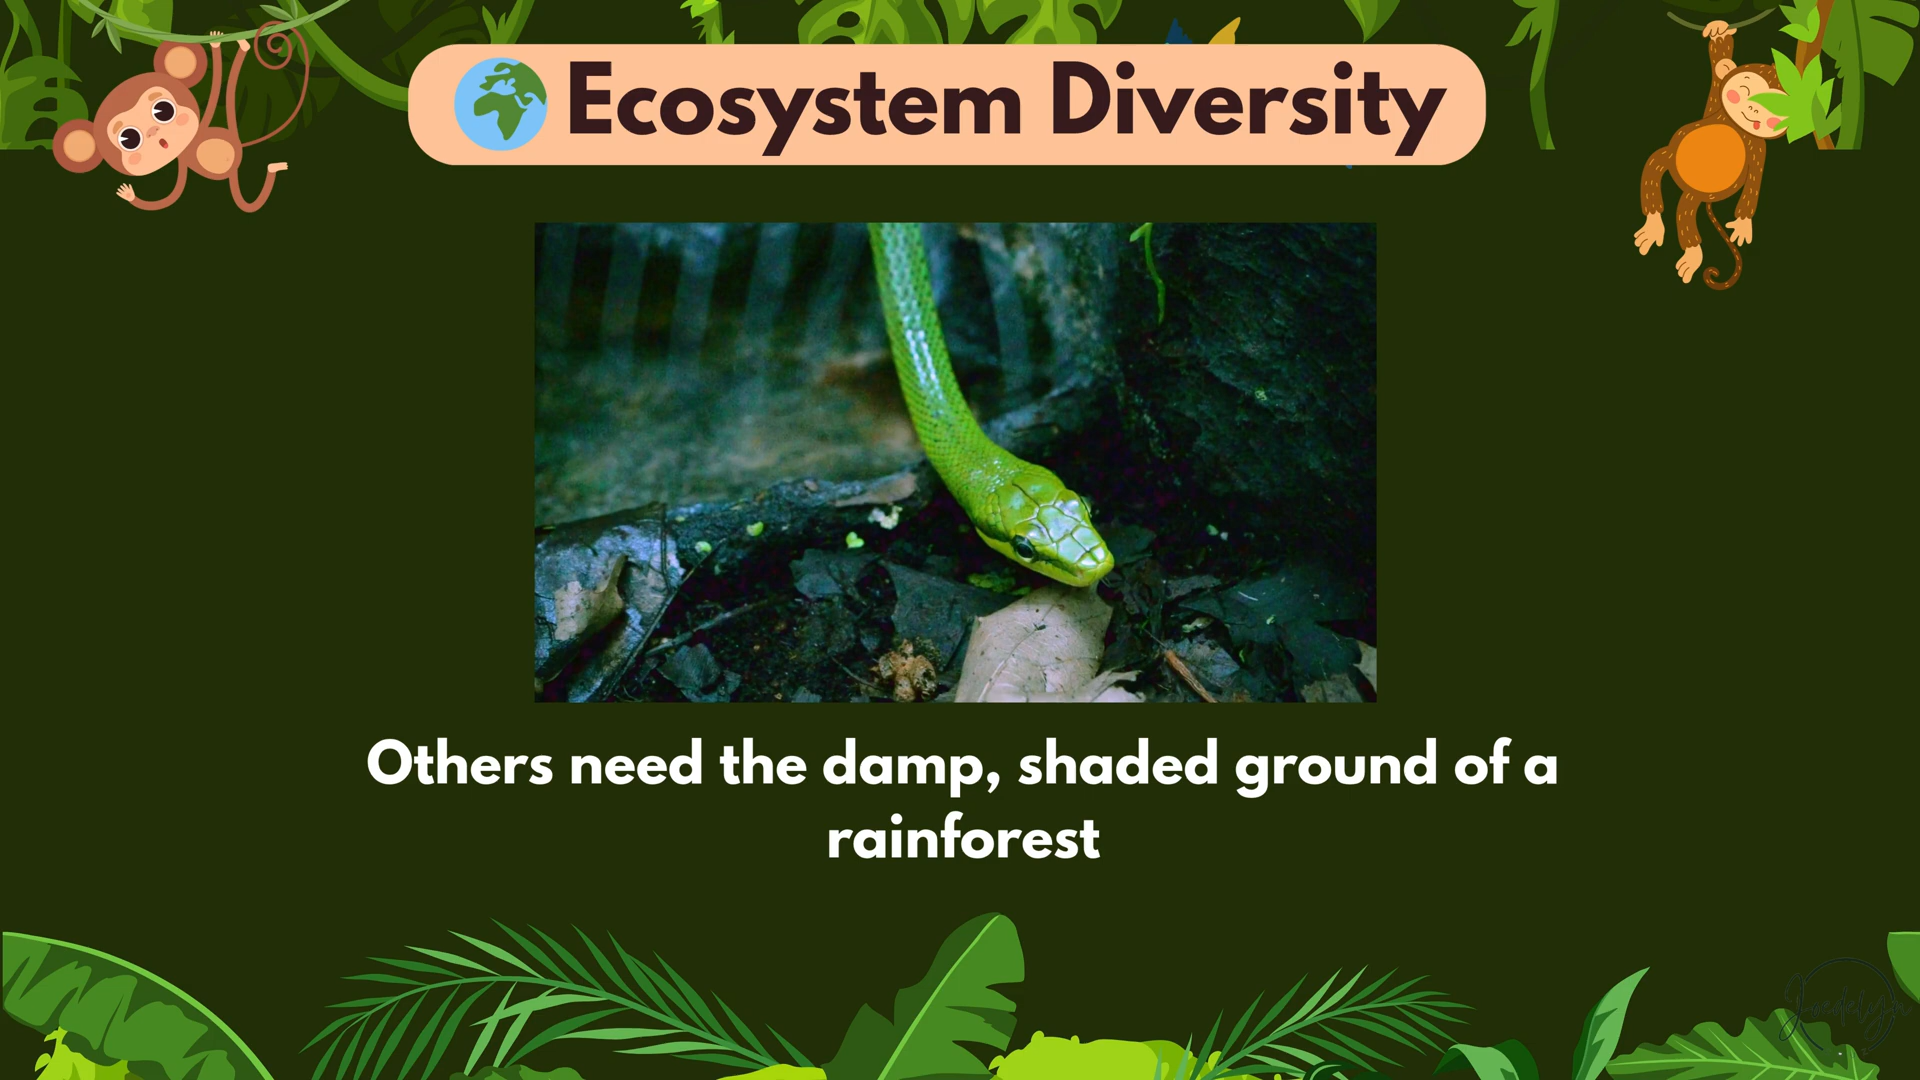 Ecosystem Diversity
Others need the damp, shaded ground of a
rainforest